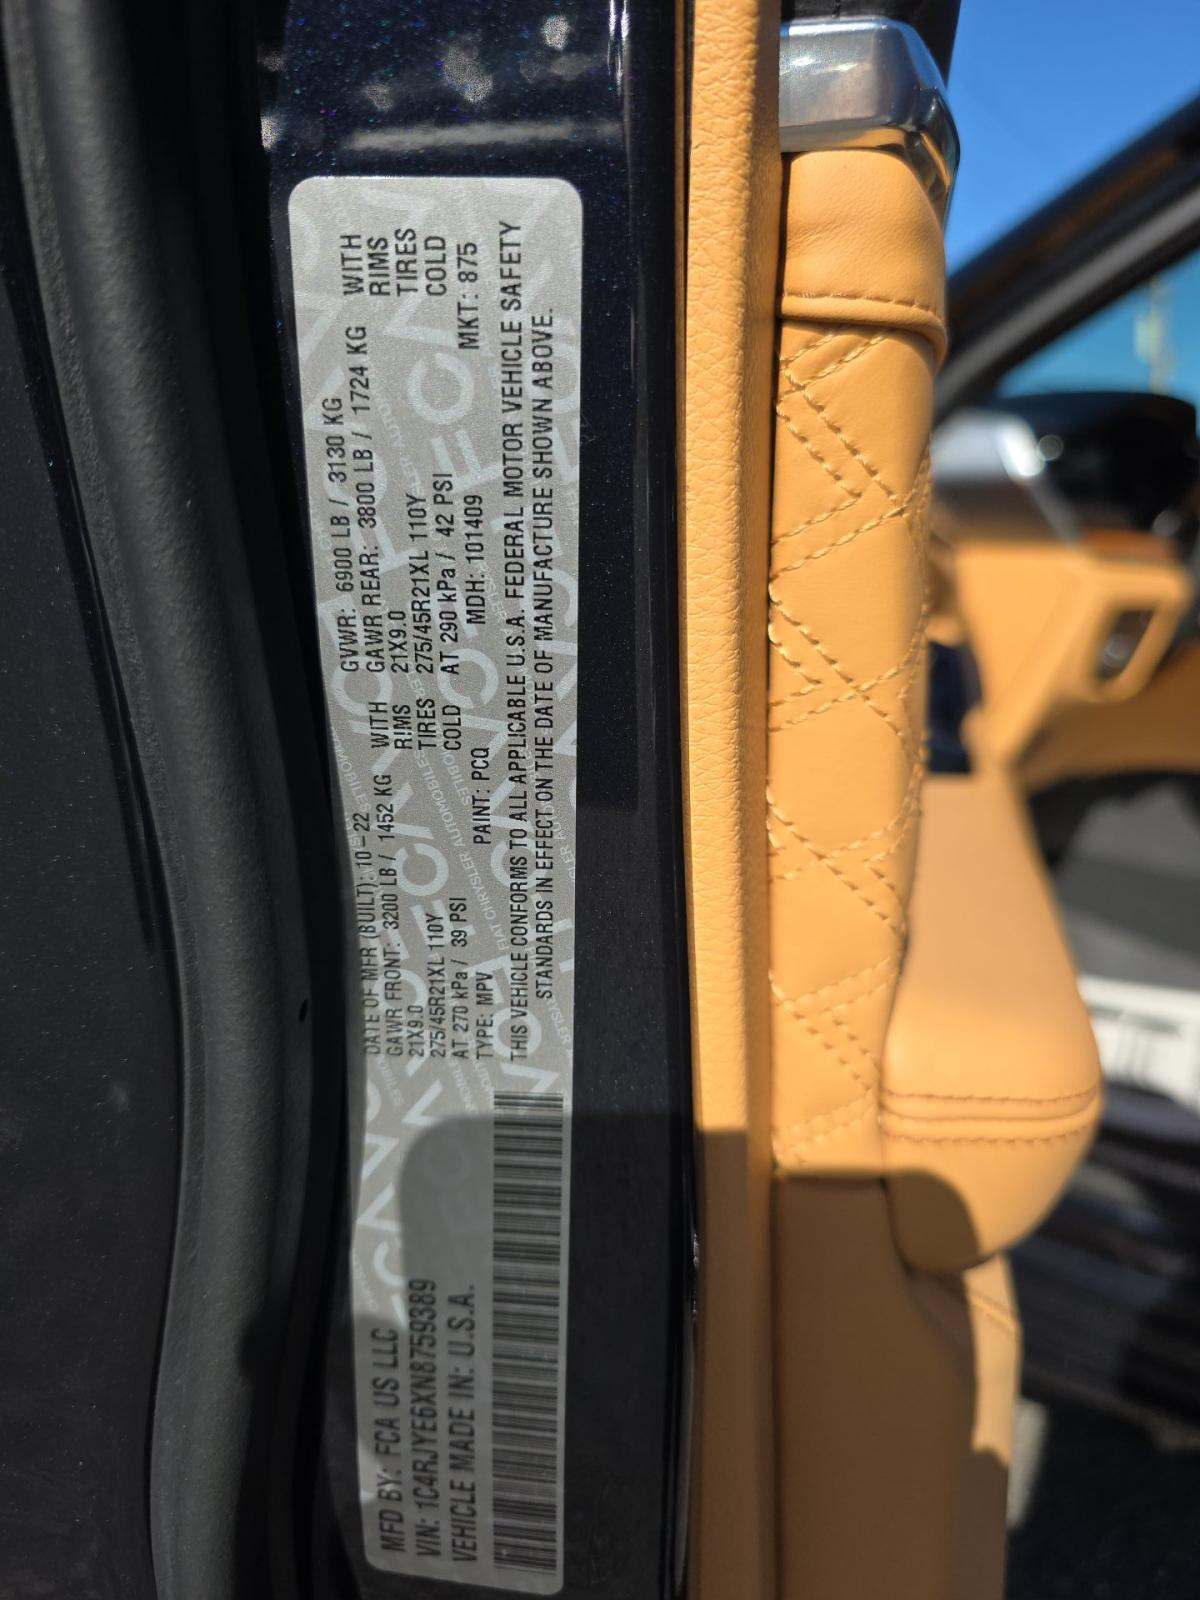 MFD BY: FCA US LLC
VIN: 1C4RJYE6XN8759389
VEHICLE MADE IN: U.S.A.
DATE OF MFR (BUILT): 10-22 GVWR: 6900 LB / 3130 KG
GAWR FRONT: 3200 LB / 1452 KG WITH GAWR REAR: 3800 LB / 1724 KG WITH
21X9.0 RIMS 21X9.0 RIMS
275/45R21XL 110Y TIRES 275/45R21XL 110Y TIRES
AT 270 kPa / 39 PSI COLD AT 290 kPa / 42 PSI COLD
TYPE: MPV PAINT: PCQ MDH: 101409 MKT: 875
THIS VEHICLE CONFORMS TO ALL APPLICABLE U.S.A. FEDERAL MOTOR VEHICLE SAFETY
STANDARDS IN EFFECT ON THE DATE OF MANUFACTURE SHOWN ABOVE.